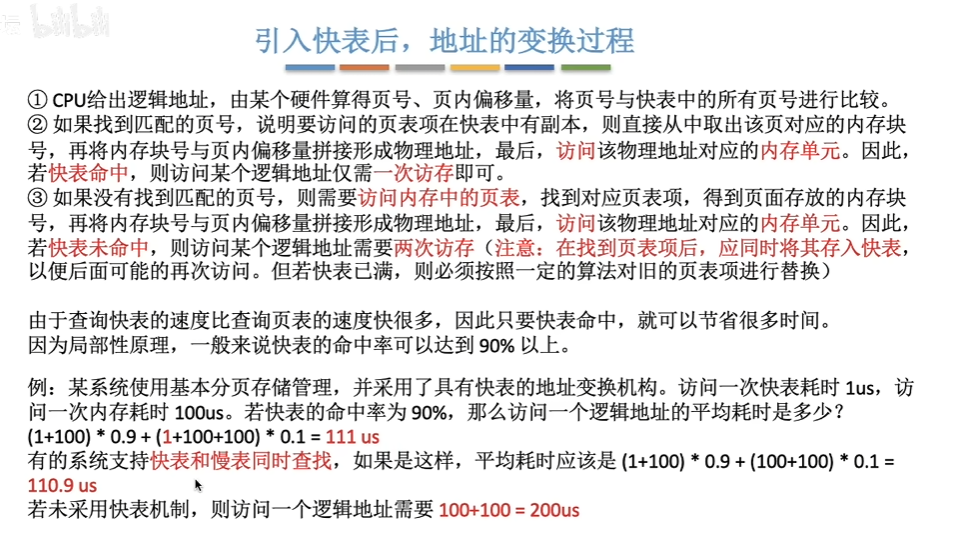 bilibili
引入快表后，地址的变换过程
① CPU给出逻辑地址，由某个硬件算得页号、页内偏移量，将页号与快表中的所有页号进行比较。
② 如果找到匹配的页号，说明要访问的页表项在快表中有副本，则直接从中取出该页对应的内存块
号，再将内存块号与页内偏移量拼接形成物理地址，最后，访问该物理地址对应的内存单元。因此，
若快表命中，则访问某个逻辑地址仅需一次访存即可。
③ 如果没有找到匹配的页号，则需要访问内存中的页表，找到对应页表项，得到页面存放的内存块
号，再将内存块号与页内偏移量拼接形成物理地址，最后，访问该物理地址对应的内存单元。因此，
若快表未命中，则访问某个逻辑地址需要两次访存（注意：在找到页表项后，应同时将其存入快表，
以便后面可能的再次访问。但若快表已满，则必须按照一定的算法对旧的页表项进行替换）
由于查询快表的速度比查询页表的速度快很多，因此只要快表命中，就可以节省很多时间。
因为局部性原理，一般来说快表的命中率可以达到 90% 以上。
例：某系统使用基本分页存储管理，并采用了具有快表的地址变换机构。访问一次快表耗时 1us，访
问一次内存耗时 100us。若快表的命中率为 90%，那么访问一个逻辑地址的平均耗时是多少？
(1+100) * 0.9 + (1+100+100) * 0.1 = 111 us
有的系统支持快表和慢表同时查找，如果是这样，平均耗时应该是 (1+100) * 0.9 + (100+100) * 0.1 =
110.9 us
若未采用快表机制，则访问一个逻辑地址需要 100+100 = 200us